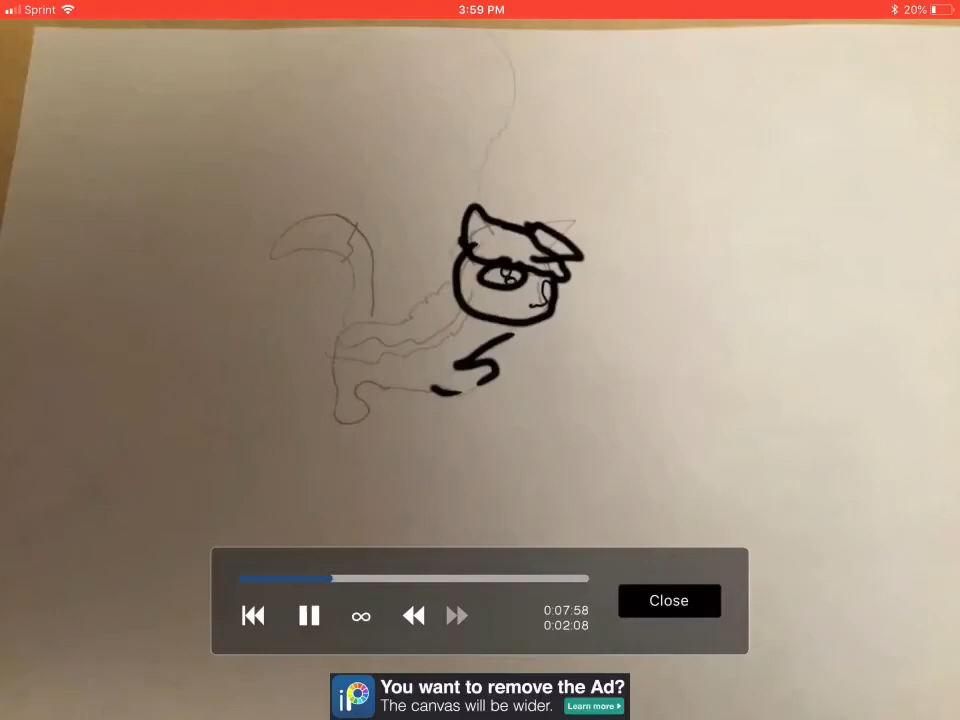 Sprint 3:59 PM 20%
0:07:58
0:02:08
Close
iP
You want to remove the Ad?
The canvas will be wider. Learn more